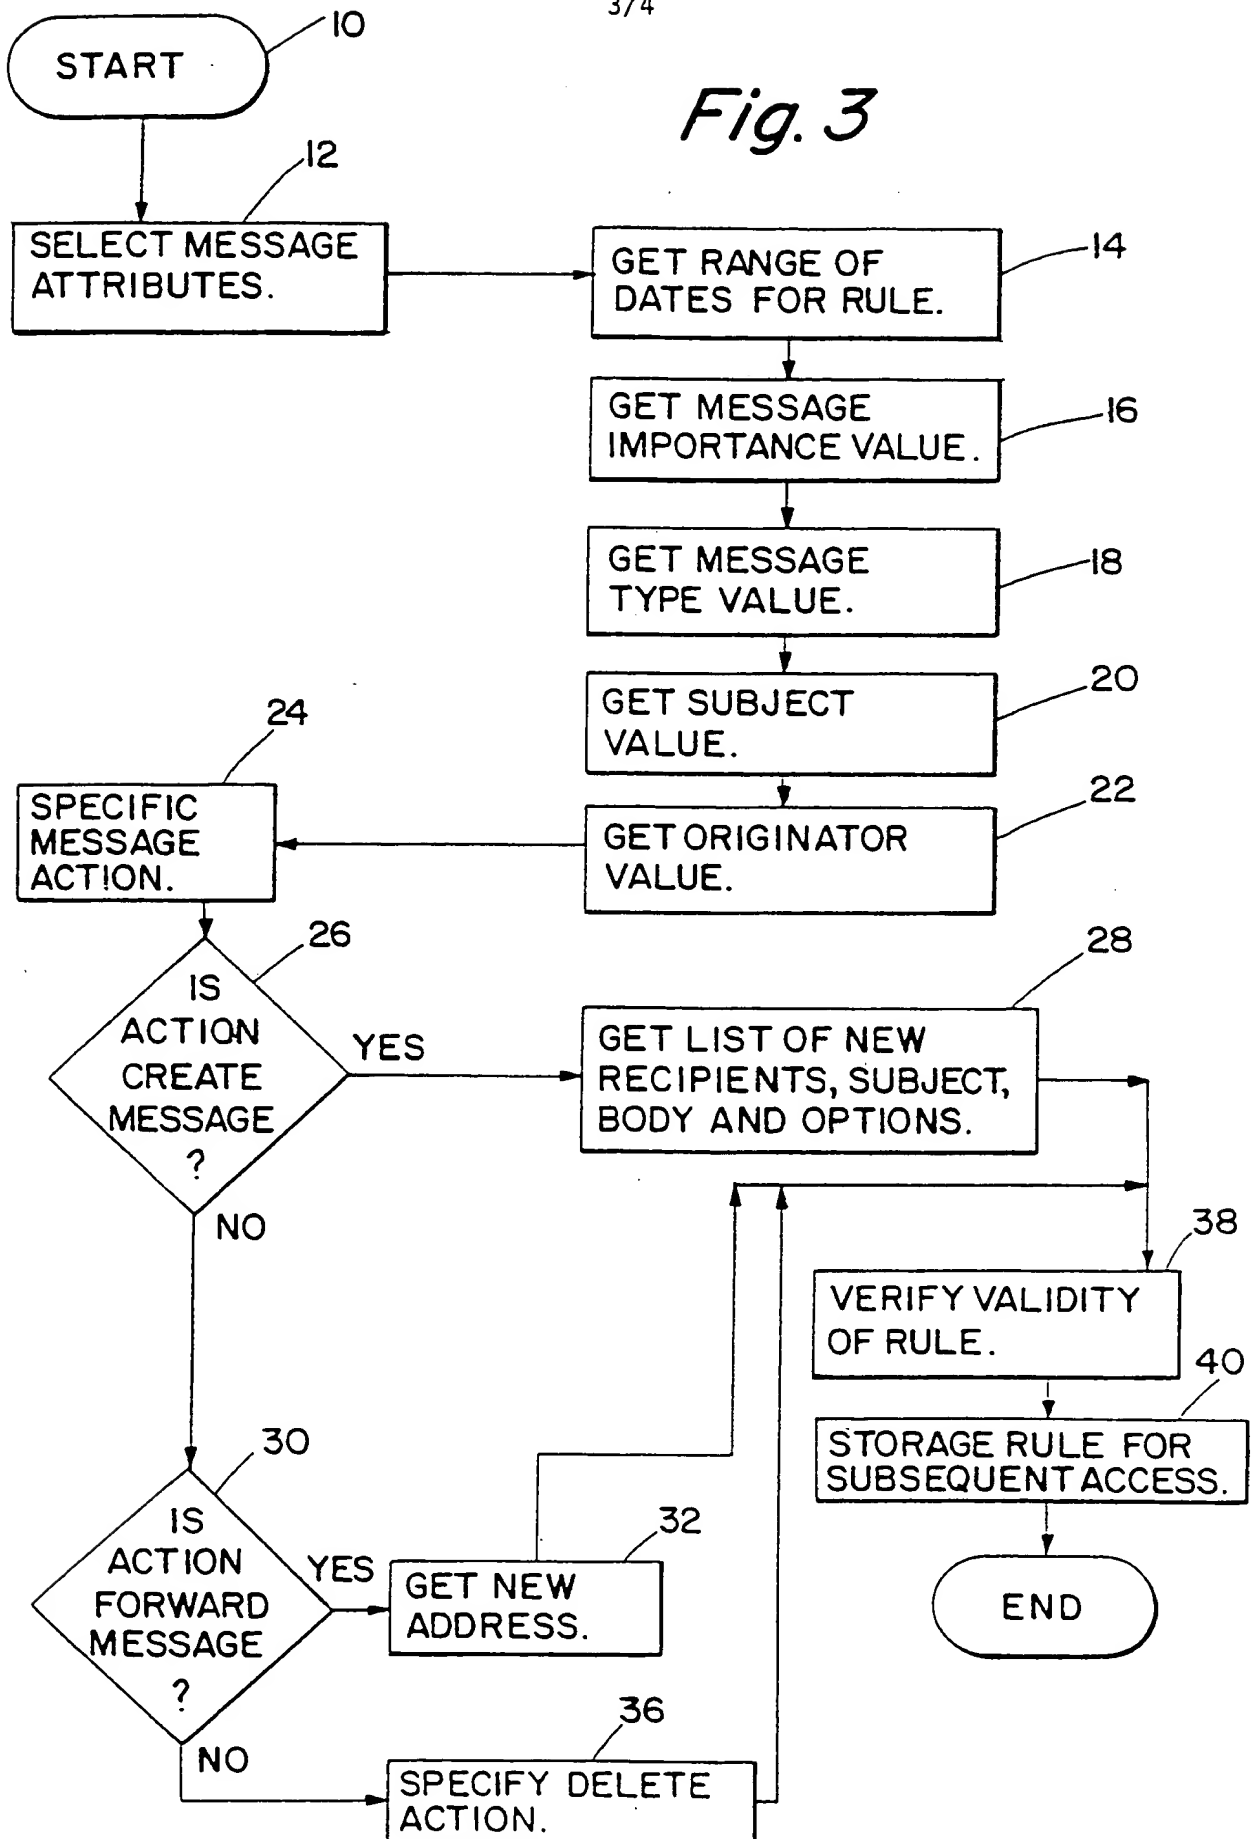 3/4
10
START
Fig. 3
12
SELECT MESSAGE
ATTRIBUTES.
14
GET RANGE OF
DATES FOR RULE.
16
GET MESSAGE
IMPORTANCE VALUE.
18
GET MESSAGE
TYPE VALUE.
20
GET SUBJECT
VALUE.
22
GET ORIGINATOR
VALUE.
24
SPECIFIC
MESSAGE
ACTION.
26
IS
ACTION
CREATE
MESSAGE
?
YES
NO
28
GET LIST OF NEW
RECIPIENTS, SUBJECT,
BODY AND OPTIONS.
30
IS
ACTION
FORWARD
MESSAGE
?
YES
NO
32
GET NEW
ADDRESS.
36
SPECIFY DELETE
ACTION.
38
VERIFY VALIDITY
OF RULE.
40
STORAGE RULE FOR
SUBSEQUENT ACCESS.
END